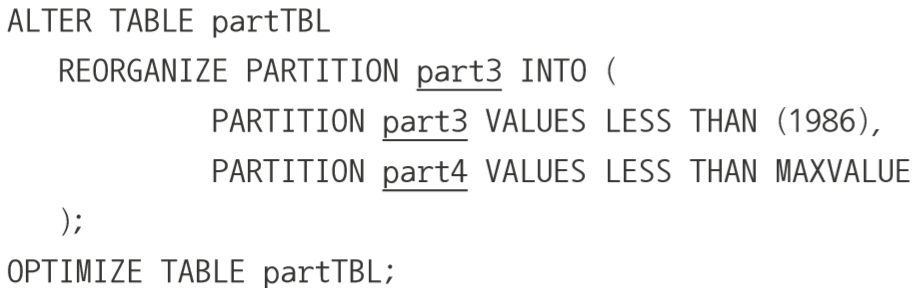 ALTER TABLE partTBL
REORGANIZE PARTITION part3 INTO (
PARTITION part3 VALUES LESS THAN (1986),
PARTITION part4 VALUES LESS THAN MAXVALUE
);
OPTIMIZE TABLE partTBL;